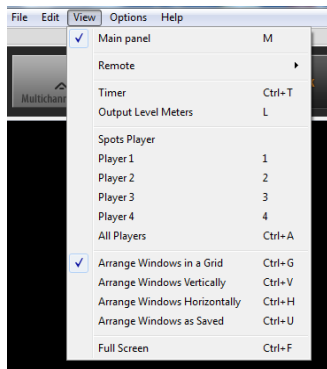 File Edit View Options Help
Main panel M
Remote
Timer Ctrl+T
Output Level Meters L
Spots Player
Player 1 1
Player 2 2
Player 3 3
Player 4 4
All Players Ctrl+A
Arrange Windows in a Grid Ctrl+G
Arrange Windows Vertically Ctrl+V
Arrange Windows Horizontally Ctrl+H
Arrange Windows as Saved Ctrl+U
Full Screen Ctrl+F